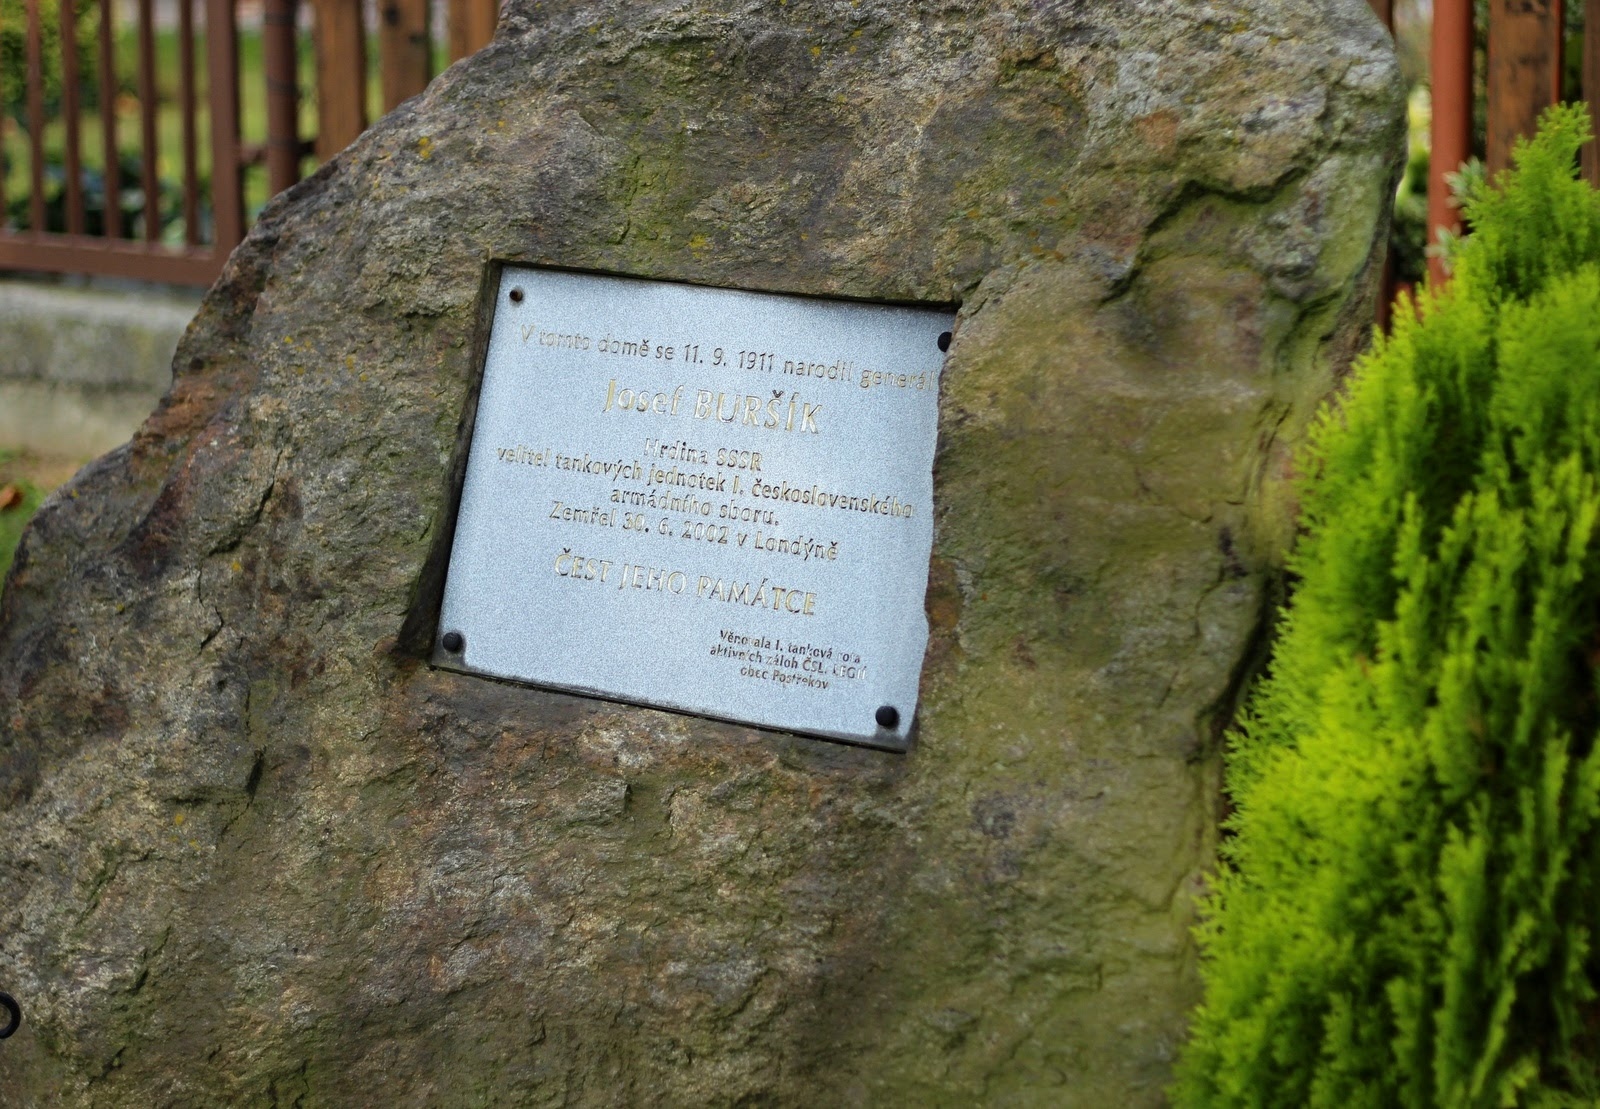 V tomto domě se 11. 9. 1911 narodil generál
Josef BURŠÍK
Hrdina SSSR
velitel tankových jednotek I. československého
armádního sboru.
Zemřel 30. 6. 2002 v Londýně
ČEST JEHO PAMÁTCE
Věnovala I. tanková rota
aktivních záloh ČSL. LEGIÍ
obec Postřekov